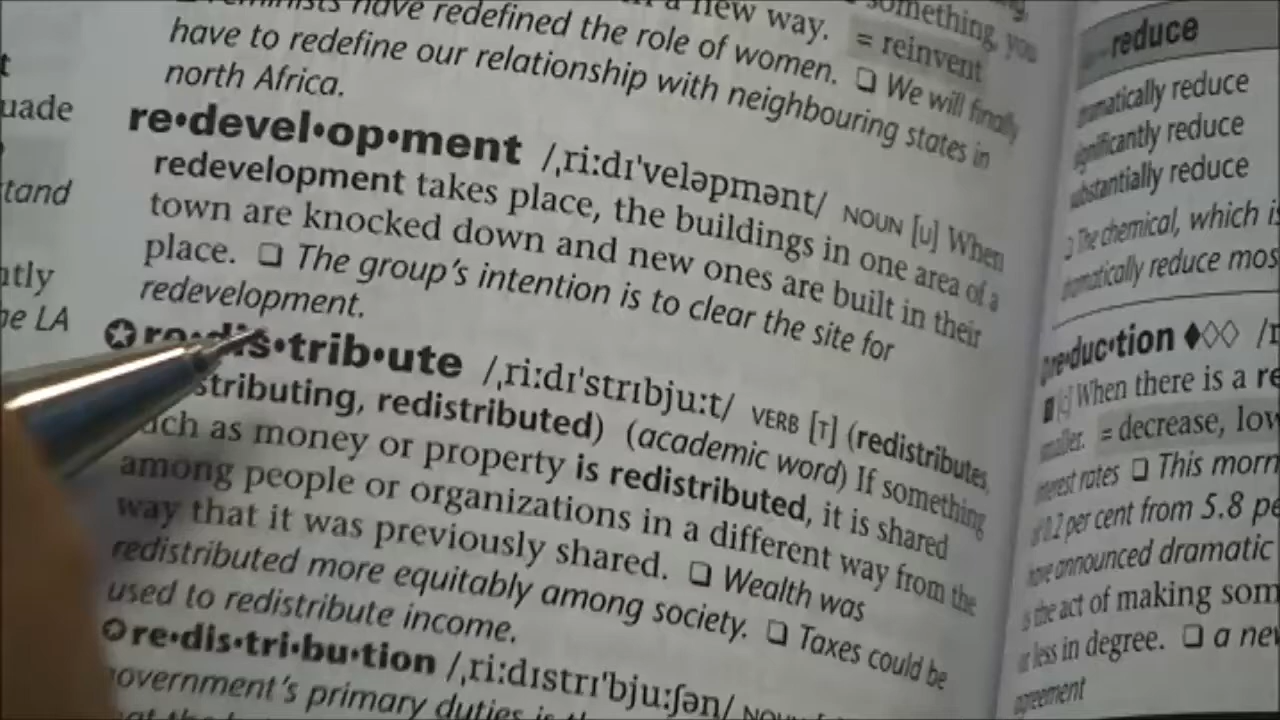 t
uade
tand
ntly
he LA
in a new way. = reinvent
have redefined the role of women. ❑ We will finally
have to redefine our relationship with neighbouring states in
north Africa.
re•devel•op•ment /ˌriːdɪˈveləpmənt/ NOUN [U] When
redevelopment takes place, the buildings in one area of a
town are knocked down and new ones are built in their
place. ❑ The group's intention is to clear the site for
redevelopment.
✪ re•dis•trib•ute /ˌriːdɪˈstrɪbjuːt/ VERB [T] (redistributes,
redistributing, redistributed) (academic word) If something
such as money or property is redistributed, it is shared
among people or organizations in a different way from the
way that it was previously shared. ❑ Wealth was
redistributed more equitably among society. ❑ Taxes could be
used to redistribute income.
✪ re•dis•tri•bu•tion /ˌriːdɪstrɪˈbjuːʃən/ NOUN
government's primary duties is
reduce
dramatically reduce
significantly reduce
substantially reduce
❑ The chemical, which is
dramatically reduce mos
✪ re•duc•tion ◆◇◇ /r
[C] When there is a re
smaller. = decrease, low
interest rates ❑ This morn
of 0.2 per cent from 5.8 pe
have announced dramatic
is the act of making som
or less in degree. ❑ a new
agreement